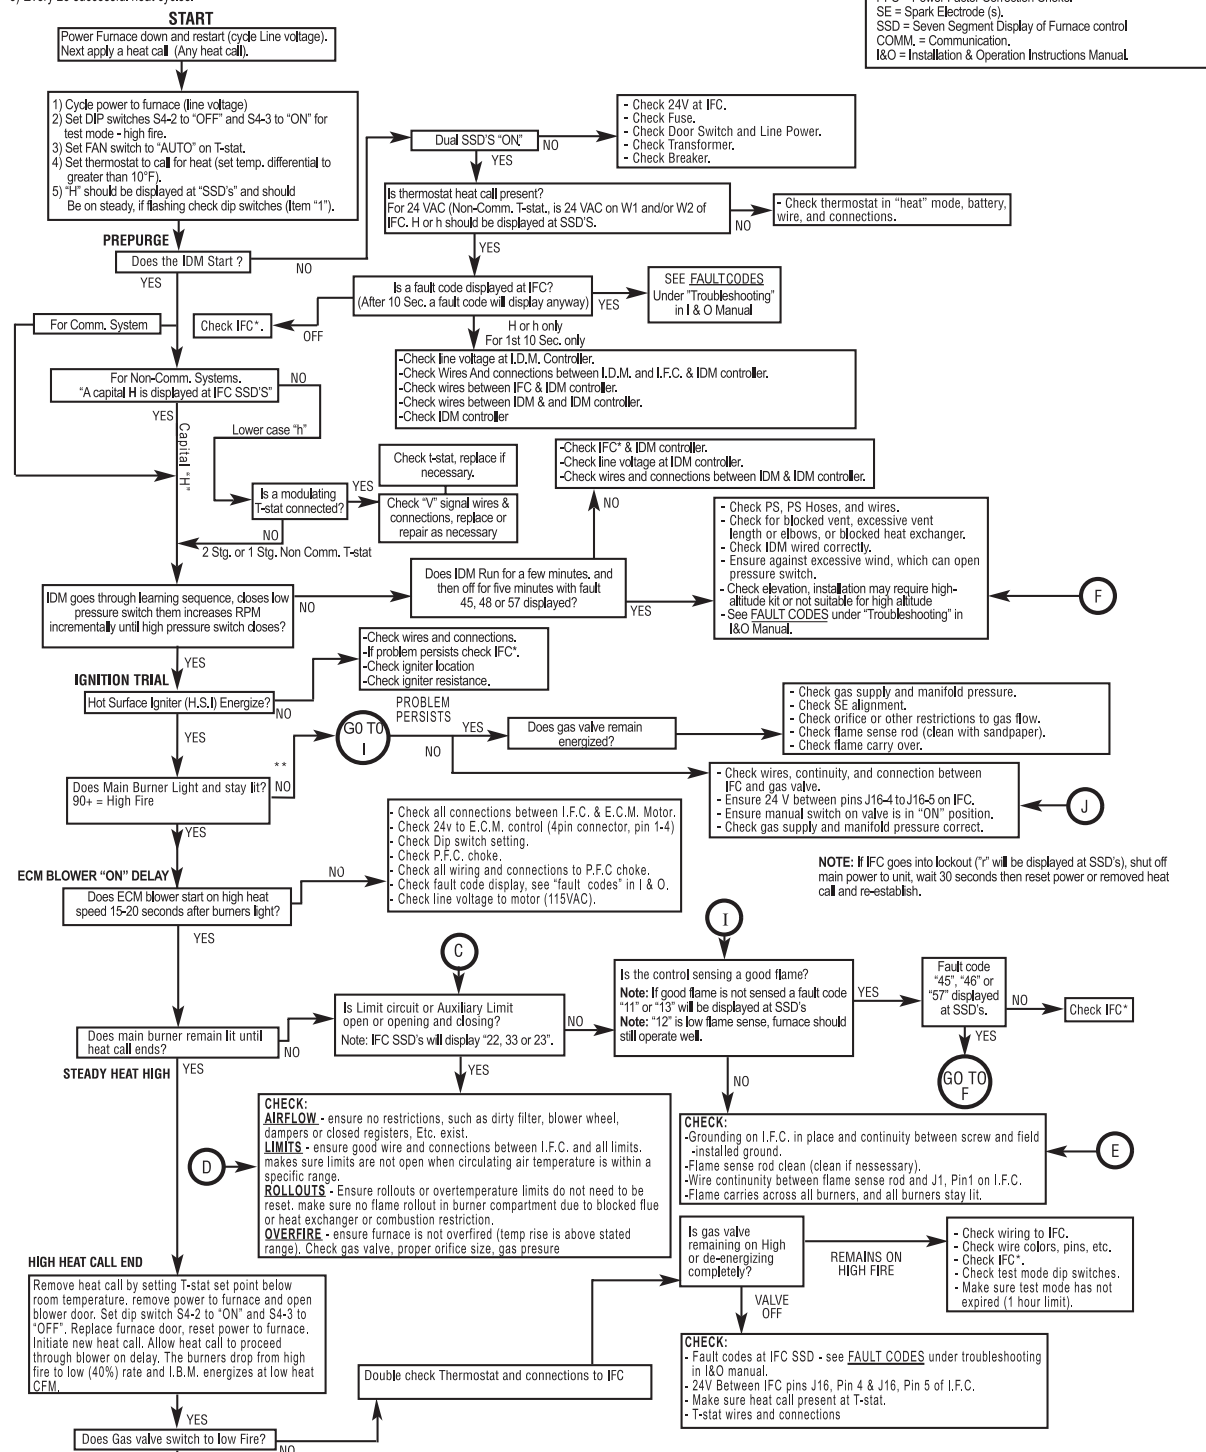 SE = Spark Electrode (s).
SSD = Seven Segment Display of Furnace control
COMM. = Communication.
I&O = Installation & Operation Instructions Manual.
START
Power Furnace down and restart (cycle Line voltage).
Next apply a heat call (Any heat call).
1) Cycle power to furnace (line voltage)
2) Set DIP switches S4-2 to "OFF" and S4-3 to "ON" for
test mode - high fire.
3) Set FAN switch to "AUTO" on T-stat.
4) Set thermostat to call for heat (set temp. differential to
greater than 10°F).
5) "H" should be displayed at "SSD's" and should
Be on steady, if flashing check dip switches (Item "1").
Dual SSD'S "ON"
NO
YES
- Check 24V at IFC.
- Check Fuse.
- Check Door Switch and Line Power.
- Check Transformer.
- Check Breaker.
Is thermostat heat call present?
For 24 VAC (Non-Comm. T-stat., is 24 VAC on W1 and/or W2 of
IFC. H or h should be displayed at SSD'S.
NO
YES
- Check thermostat in "heat" mode, battery,
wire, and connections.
PREPURGE
Does the IDM Start ?
NO
YES
Is a fault code displayed at IFC?
(After 10 Sec. a fault code will display anyway)
YES
OFF
SEE FAULT CODES
Under "Troubleshooting"
in I & O Manual
For Comm. System
Check IFC*.
H or h only
For 1st 10 Sec. only
-Check line voltage at I.D.M. Controller.
-Check Wires And connections between I.D.M. and I.F.C. & IDM controller.
-Check wires between IFC & IDM controller.
-Check wires between IDM & and IDM controller.
-Check IDM controller
For Non-Comm. Systems.
"A capital H is displayed at IFC SSD'S"
NO
YES
Capital "H"
Lower case "h"
Is a modulating
T-stat connected?
YES
NO
Check t-stat, replace if
necessary.
Check "V" signal wires &
connections, replace or
repair as necessary
2 Stg. or 1 Stg. Non Comm. T-stat
-Check IFC* & IDM controller.
-Check line voltage at IDM controller.
-Check wires and connections between IDM & IDM controller.
NO
IDM goes through learning sequence, closes low
pressure switch them increases RPM
incrementally until high pressure switch closes?
NO
YES
Does IDM Run for a few minutes. and
then off for five minutes with fault
45, 48 or 57 displayed?
YES
- Check PS, PS Hoses, and wires.
- Check for blocked vent, excessive vent
length or elbows, or blocked heat exchanger.
- Check IDM wired correctly.
- Ensure against excessive wind, which can open
pressure switch.
- Check elevation, installation may require high-
altitude kit or not suitable for high altitude
- See FAULT CODES under "Troubleshooting" in
I&O Manual.
F
IGNITION TRIAL
Hot Surface Igniter (H.S.I) Energize?
NO
YES
-Check wires and connections.
-If problem persists check IFC*.
-Check igniter location
-Check igniter resistance.
Does Main Burner Light and stay lit?
90+ = High Fire
**
NO
YES
GO TO
I
PROBLEM
PERSISTS
YES
NO
Does gas valve remain
energized?
- Check gas supply and manifold pressure.
- Check SE alignment.
- Check orifice or other restrictions to gas flow.
- Check flame sense rod (clean with sandpaper).
- Check flame carry over.
- Check wires, continuity, and connection between
IFC and gas valve.
- Ensure 24 V between pins J16-4 to J16-5 on IFC.
- Ensure manual switch on valve is in "ON" position.
- Check gas supply and manifold pressure correct.
J
ECM BLOWER "ON" DELAY
Does ECM blower start on high heat
speed 15-20 seconds after burners light?
NO
YES
- Check all connections between I.F.C. & E.C.M. Motor.
- Check 24v to E.C.M. control (4pin connector, pin 1-4)
- Check Dip switch setting.
- Check P.F.C. choke.
- Check all wiring and connections to P.F.C choke.
- Check fault code display, see "fault codes" in I & O.
- Check line voltage to motor (115VAC).
NOTE: If IFC goes into lockout ("r" will be displayed at SSD's), shut off
main power to unit, wait 30 seconds then reset power or removed heat
call and re-establish.
C
I
Does main burner remain lit until
heat call ends?
NO
YES
Is Limit circuit or Auxiliary Limit
open or opening and closing?
Note: IFC SSD's will display "22, 33 or 23".
NO
YES
Is the control sensing a good flame?
Note: If good flame is not sensed a fault code
"11" or "13" will be displayed at SSD's
Note: "12" is low flame sense, furnace should
still operate well.
YES
NO
Fault code
"45", "46" or
"57" displayed
at SSD's.
NO
YES
Check IFC*
GO TO
F
STEADY HEAT HIGH
D
CHECK:
AIRFLOW - ensure no restrictions, such as dirty filter, blower wheel,
dampers or closed registers, Etc. exist.
LIMITS - ensure good wire and connections between I.F.C. and all limits.
makes sure limits are not open when circulating air temperature is within a
specific range.
ROLLOUTS - Ensure rollouts or overtemperature limits do not need to be
reset. make sure no flame rollout in burner compartment due to blocked flue
or heat exchanger or combustion restriction.
OVERFIRE - ensure furnace is not overfired (temp rise is above stated
range). Check gas valve, proper orifice size, gas presure
CHECK:
-Grounding on I.F.C. in place and continuity between screw and field
-installed ground.
-Flame sense rod clean (clean if nessessary).
-Wire continuity between flame sense rod and J1, Pin1 on I.F.C.
-Flame carries across all burners, and all burners stay lit.
E
HIGH HEAT CALL END
Remove heat call by setting T-stat set point below
room temperature. remove power to furnace and open
blower door. Set dip switch S4-2 to "ON" and S4-3 to
"OFF". Replace furnace door, reset power to furnace.
Initiate new heat call. Allow heat call to proceed
through blower on delay. The burners drop from high
fire to low (40%) rate and I.B.M. energizes at low heat
CFM.
YES
Is gas valve
remaining on High
or de-energizing
completely?
REMAINS ON
HIGH FIRE
VALVE
OFF
- Check wiring to IFC.
- Check wire colors, pins, etc.
- Check IFC*.
- Check test mode dip switches.
- Make sure test mode has not
expired (1 hour limit).
Double check Thermostat and connections to IFC
CHECK:
- Fault codes at IFC SSD - see FAULT CODES under troubleshooting
in I&O manual.
- 24V Between IFC pins J16, Pin 4 & J16, Pin 5 of I.F.C.
- Make sure heat call present at T-stat.
- T-stat wires and connections
Does Gas valve switch to low Fire?
NO